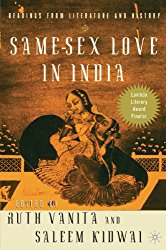 READINGS FROM LITERATURE AND HISTORY
SAME-SEX LOVE
IN INDIA
Lambda
Literary
Award
Finalist
EDITED BY
RUTH VANITA
AND
SALEEM KIDWAI